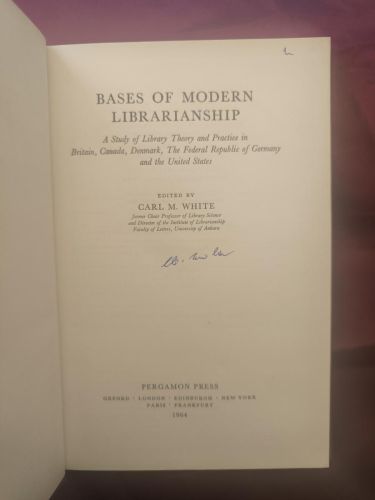 BASES OF MODERN
LIBRARIANSHIP
A Study of Library Theory and Practice in
Britain, Canada, Denmark, The Federal Republic of Germany
and the United States
EDITED BY
CARL M. WHITE
former Chair Professor of Library Science
and Director of the Institute of Librarianship
Faculty of Letters, University of Ankara
PERGAMON PRESS
OXFORD · LONDON · EDINBURGH · NEW YORK
PARIS · FRANKFURT
1964